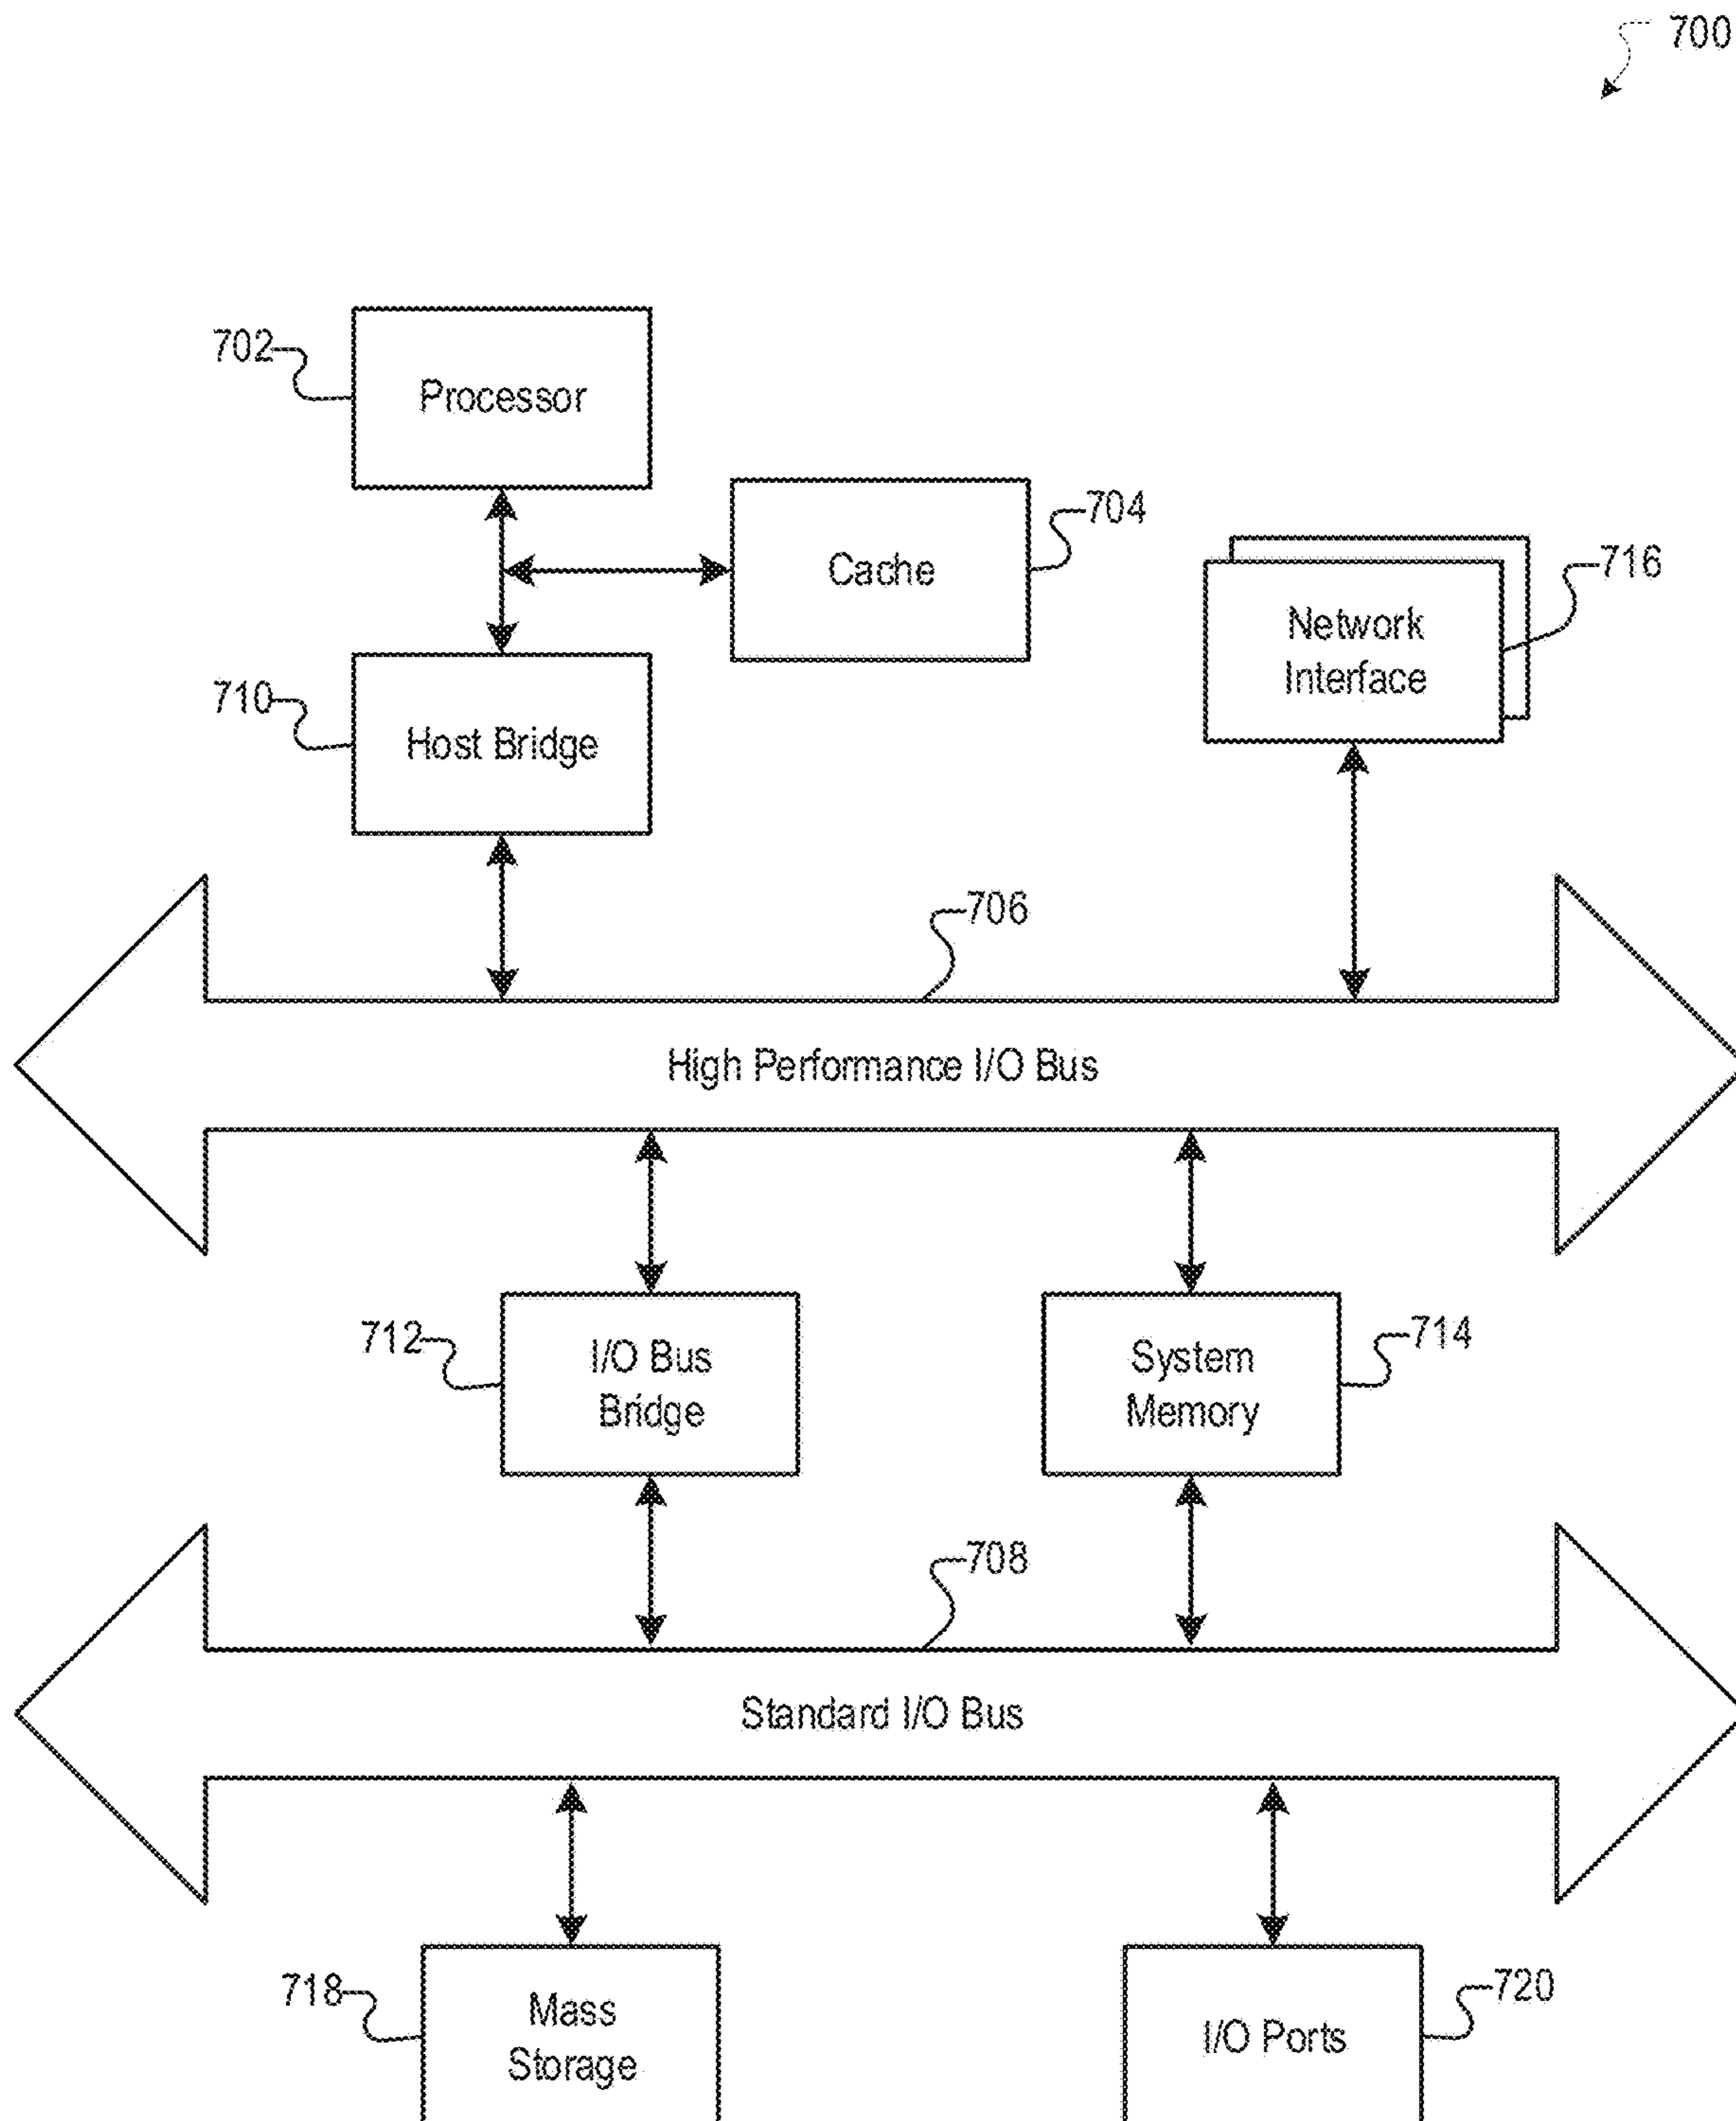 700
702
Processor
704
Cache
716
Network
Interface
710
Host Bridge
706
High Performance I/O Bus
712
I/O Bus
Bridge
714
System
Memory
708
Standard I/O Bus
718
Mass
Storage
720
I/O Ports